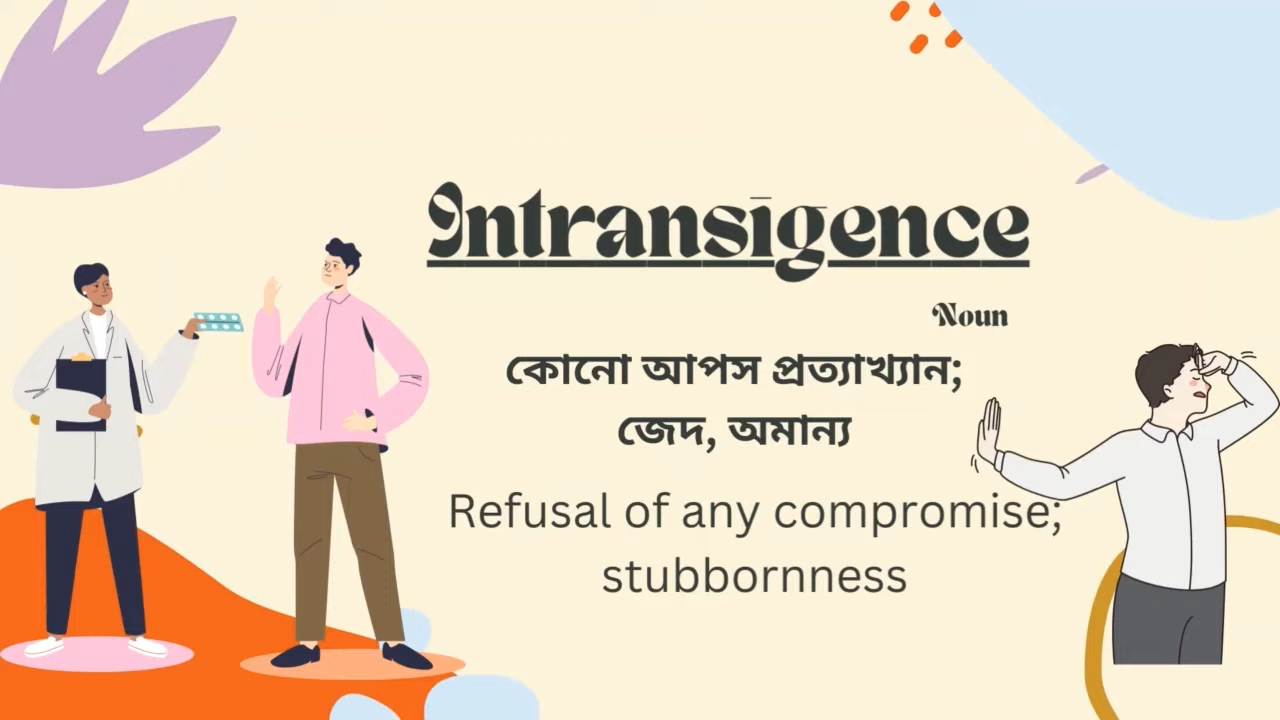 Intransigence
Noun
কোনো আপস প্রত্যাখ্যান;
জেদ, অমান্য
Refusal of any compromise;
stubbornness